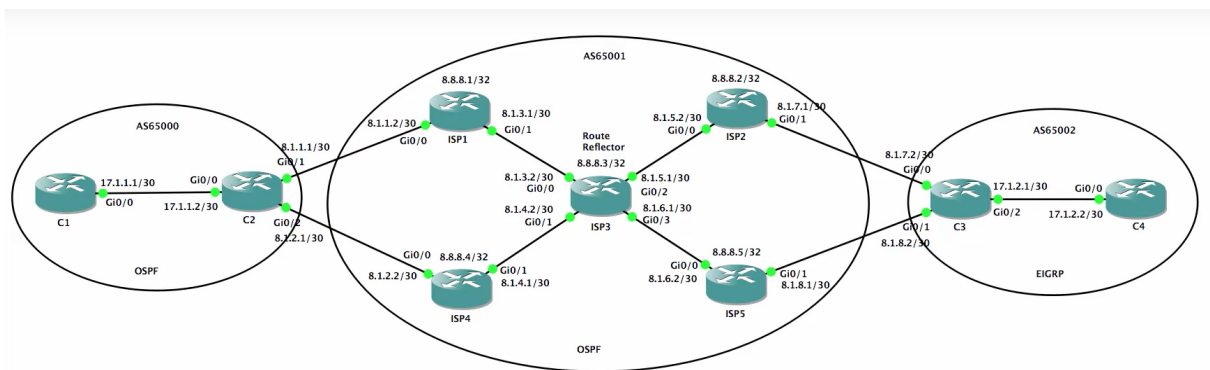 AS65001
8.8.8.1/32
8.8.8.2/32
8.1.3.1/30
Gi0/1
8.1.1.2/30
Gi0/0
ISP1
8.1.5.2/30
Gi0/0
ISP2
8.1.7.1/30
Gi0/1
AS65000
8.1.1.1/30
Gi0/1
Gi0/0
17.1.1.1/30
Gi0/0
17.1.1.2/30
C1
C2
Gi0/2
8.1.2.1/30
OSPF
Route
Reflector
8.8.8.3/32
8.1.3.2/30
Gi0/0
8.1.5.1/30
Gi0/2
8.1.4.2/30
Gi0/1
8.1.6.1/30
Gi0/3
ISP3
AS65002
8.1.7.2/30
Gi0/0
17.1.2.1/30
Gi0/2
Gi0/0
17.1.2.2/30
C3
C4
Gi0/1
8.1.8.2/30
EIGRP
8.8.8.4/32
Gi0/0
8.1.2.2/30
Gi0/1
8.1.4.1/30
ISP4
8.8.8.5/32
Gi0/0
8.1.6.2/30
Gi0/1
8.1.8.1/30
ISP5
OSPF